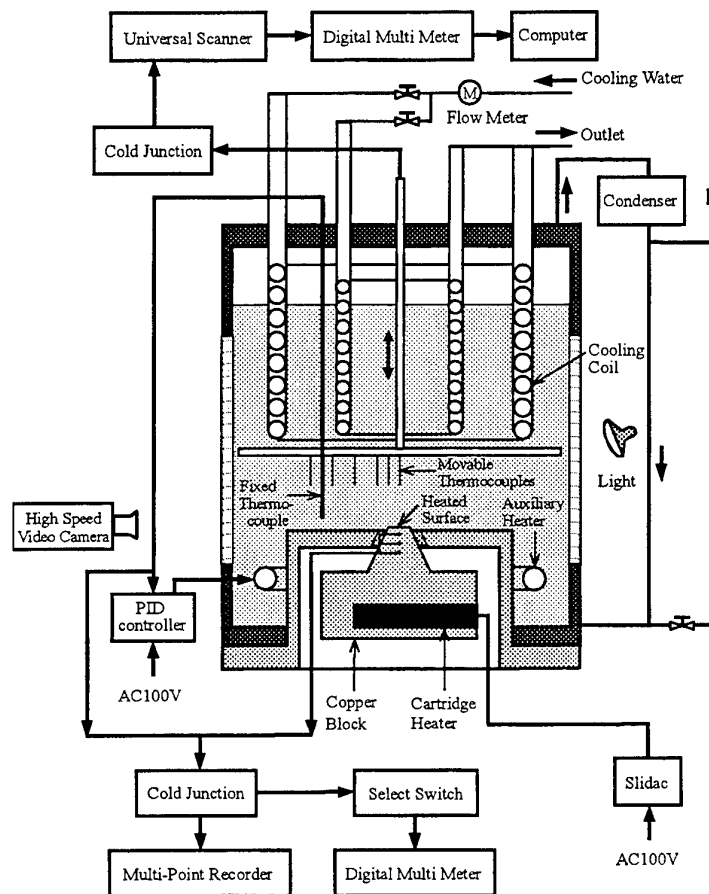 Universal Scanner
Digital Multi Meter
Computer
Cooling Water
M
Flow Meter
Cold Junction
Outlet
Condenser
Cooling
Coil
Light
Fixed
Thermo-
couple
Movable
Thermocouples
Heated
Surface
Auxiliary
Heater
High Speed
Video Camera
PID
controller
AC100V
Copper
Block
Cartridge
Heater
Cold Junction
Select Switch
Slidac
Multi-Point Recorder
Digital Multi Meter
AC100V